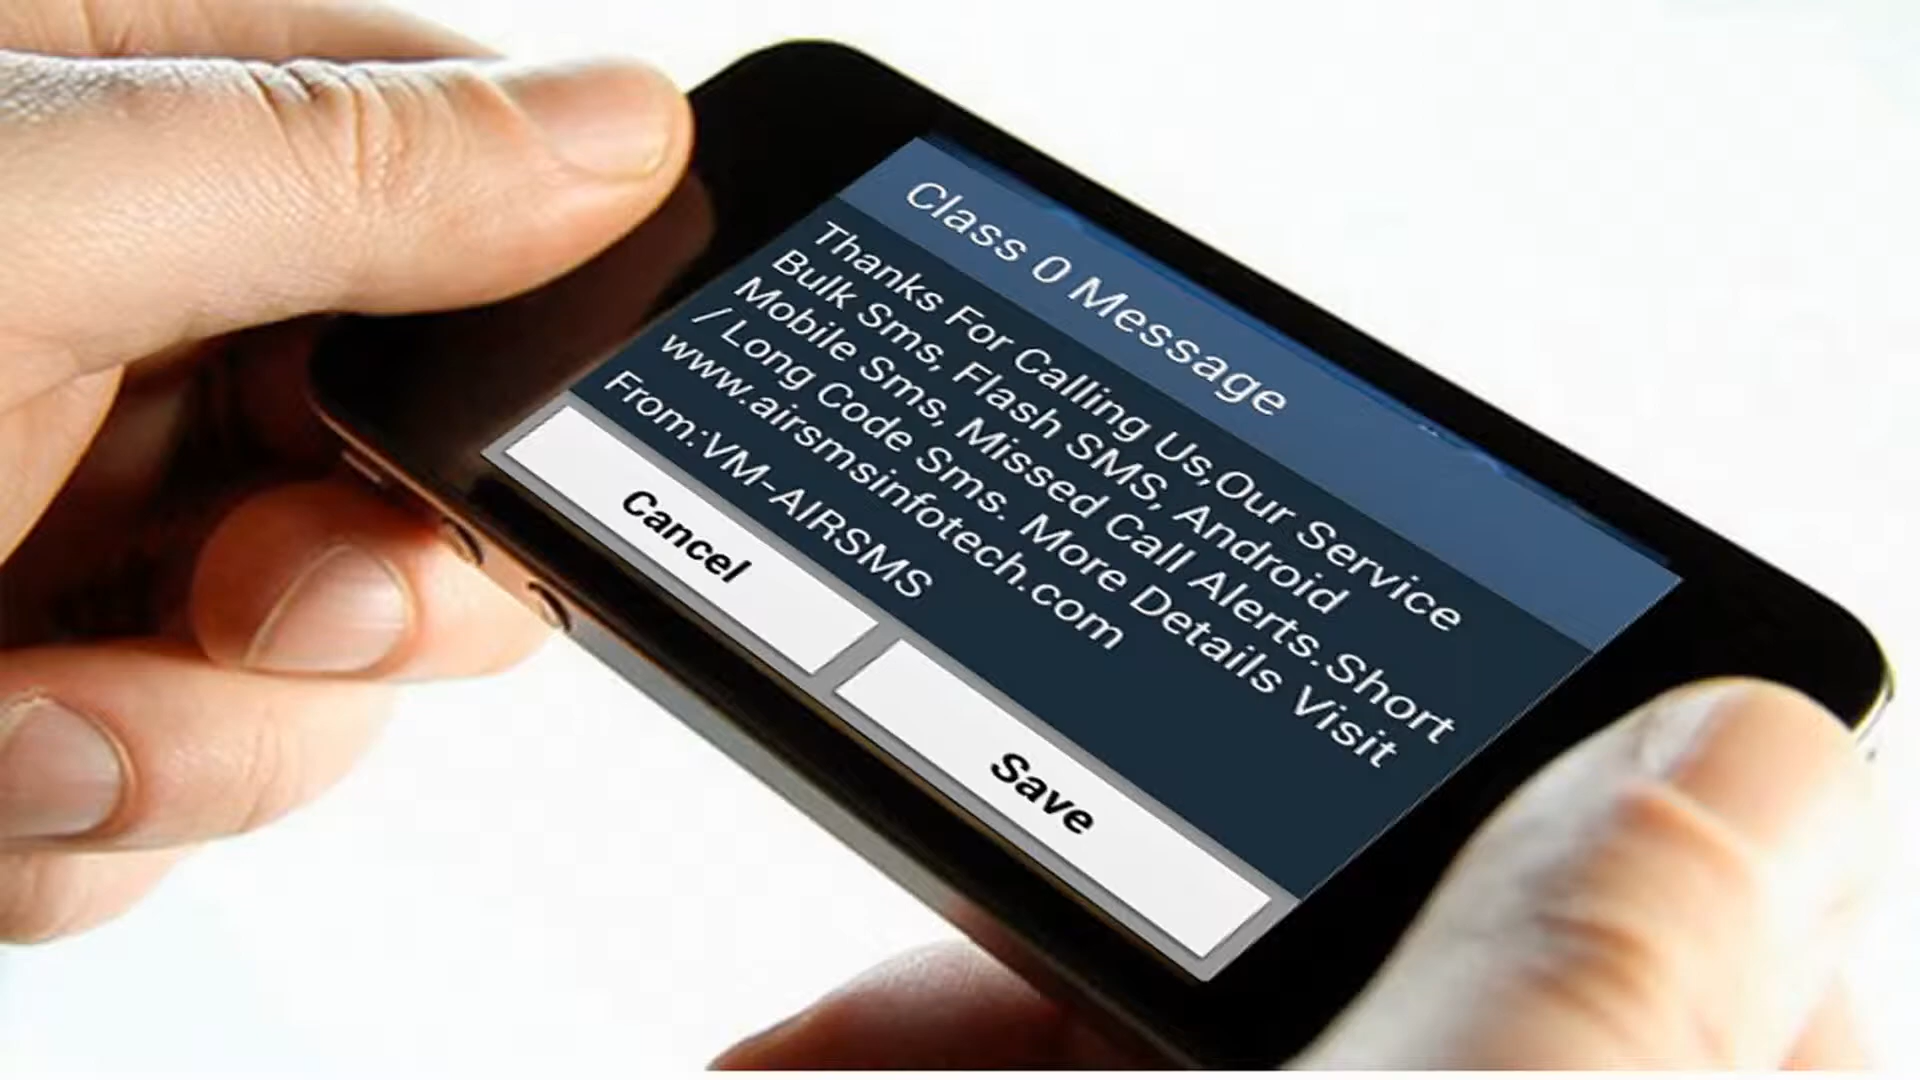 Class 0 Message
Thanks For Calling Us,Our Service
Bulk Sms, Flash SMS, Android
Mobile Sms, Missed Call Alerts.Short
/ Long Code Sms. More Details Visit
www.airsmsinfotech.com
From:VM-AIRSMS
Cancel
Save